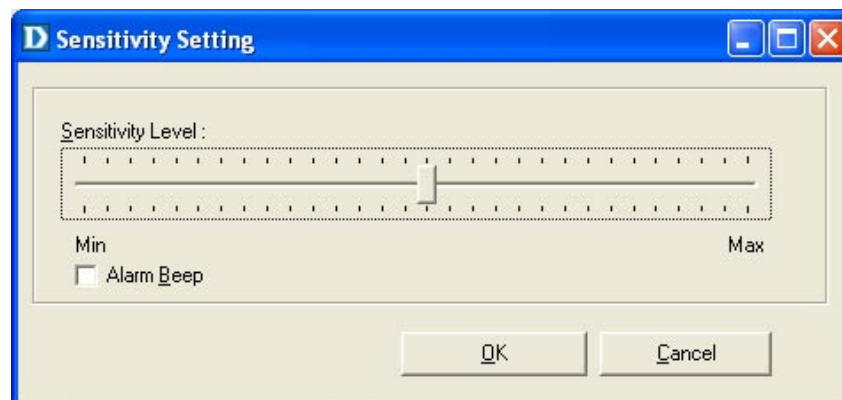 D Sensitivity Setting
Sensitivity Level :
Min Max
Alarm Beep
OK Cancel